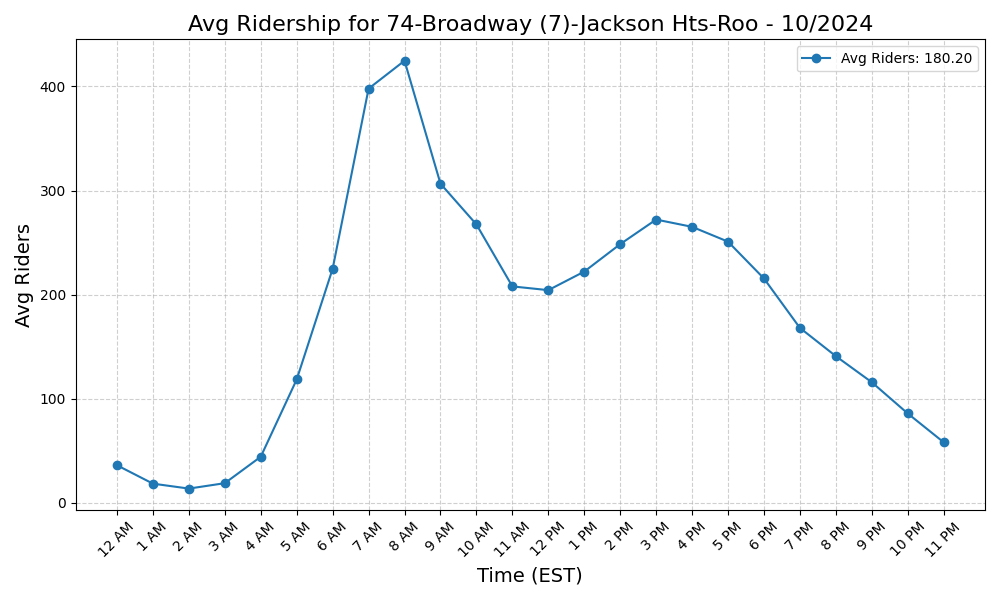 Avg Ridership for 74-Broadway (7)-Jackson Hts-Roo - 10/2024
Avg Riders: 180.20
Avg Riders
400
300
200
100
0
12 AM 1 AM 2 AM 3 AM 4 AM 5 AM 6 AM 7 AM 8 AM 9 AM 10 AM 11 AM 12 PM 1 PM 2 PM 3 PM 4 PM 5 PM 6 PM 7 PM 8 PM 9 PM 10 PM 11 PM
Time (EST)